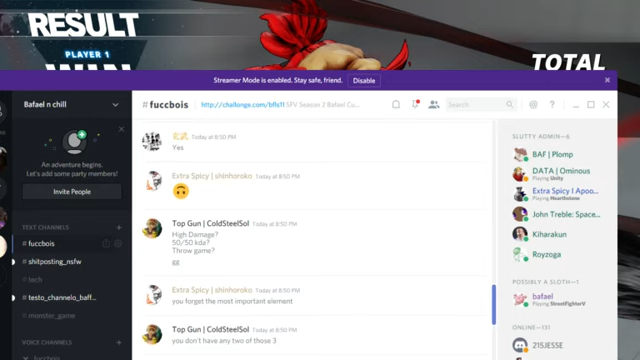 RESULT
PLAYER 1
WIN
TOTAL
Streamer Mode is enabled. Stay safe, friend. Disable
Bafael n chill
#fuccbois http://challonge.com/bfls11 SFV Season 2 Bafael Cu... Search
SLUTTY ADMIN—6
Today at 8:50 PM
Yes
BAF | Plomp
An adventure begins.
Let's add some party members!
Invite People
Extra Spicy | shinhoroko Today at 8:50 PM
DATA | Ominous
Playing Unity
Extra Spicy I Apoo...
Playing Hearthstone
TEXT CHANNELS
# fuccbois
# shitposting_nsfw
# tech
# testo_channelo_baff...
# monster_game
VOICE CHANNELS
fuccbois
Top Gun | ColdSteelSol Today at 8:50 PM
High Damage?
50/50 kda?
Throw game?
gg
John Treble: Space...
Kiharakun
Royzoga
Extra Spicy | shinhoroko Today at 8:50 PM
you forget the most important element
POSSIBLY A SLOTH—1
bafael
Playing StreetFighterV
Top Gun | ColdSteelSol Today at 8:50 PM
you don't have any two of those 3
ONLINE—131
215JESSE